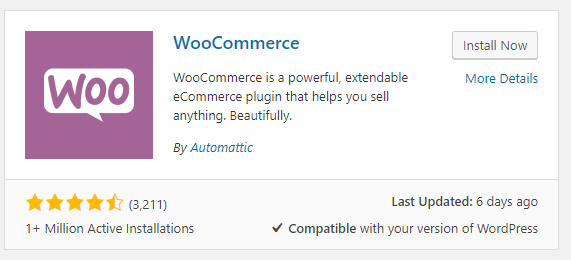 WOO
WooCommerce
Install Now
More Details
WooCommerce is a powerful, extendable
eCommerce plugin that helps you sell
anything. Beautifully.
By Automattic
(3,211)
1+ Million Active Installations
Last Updated: 6 days ago
Compatible with your version of WordPress